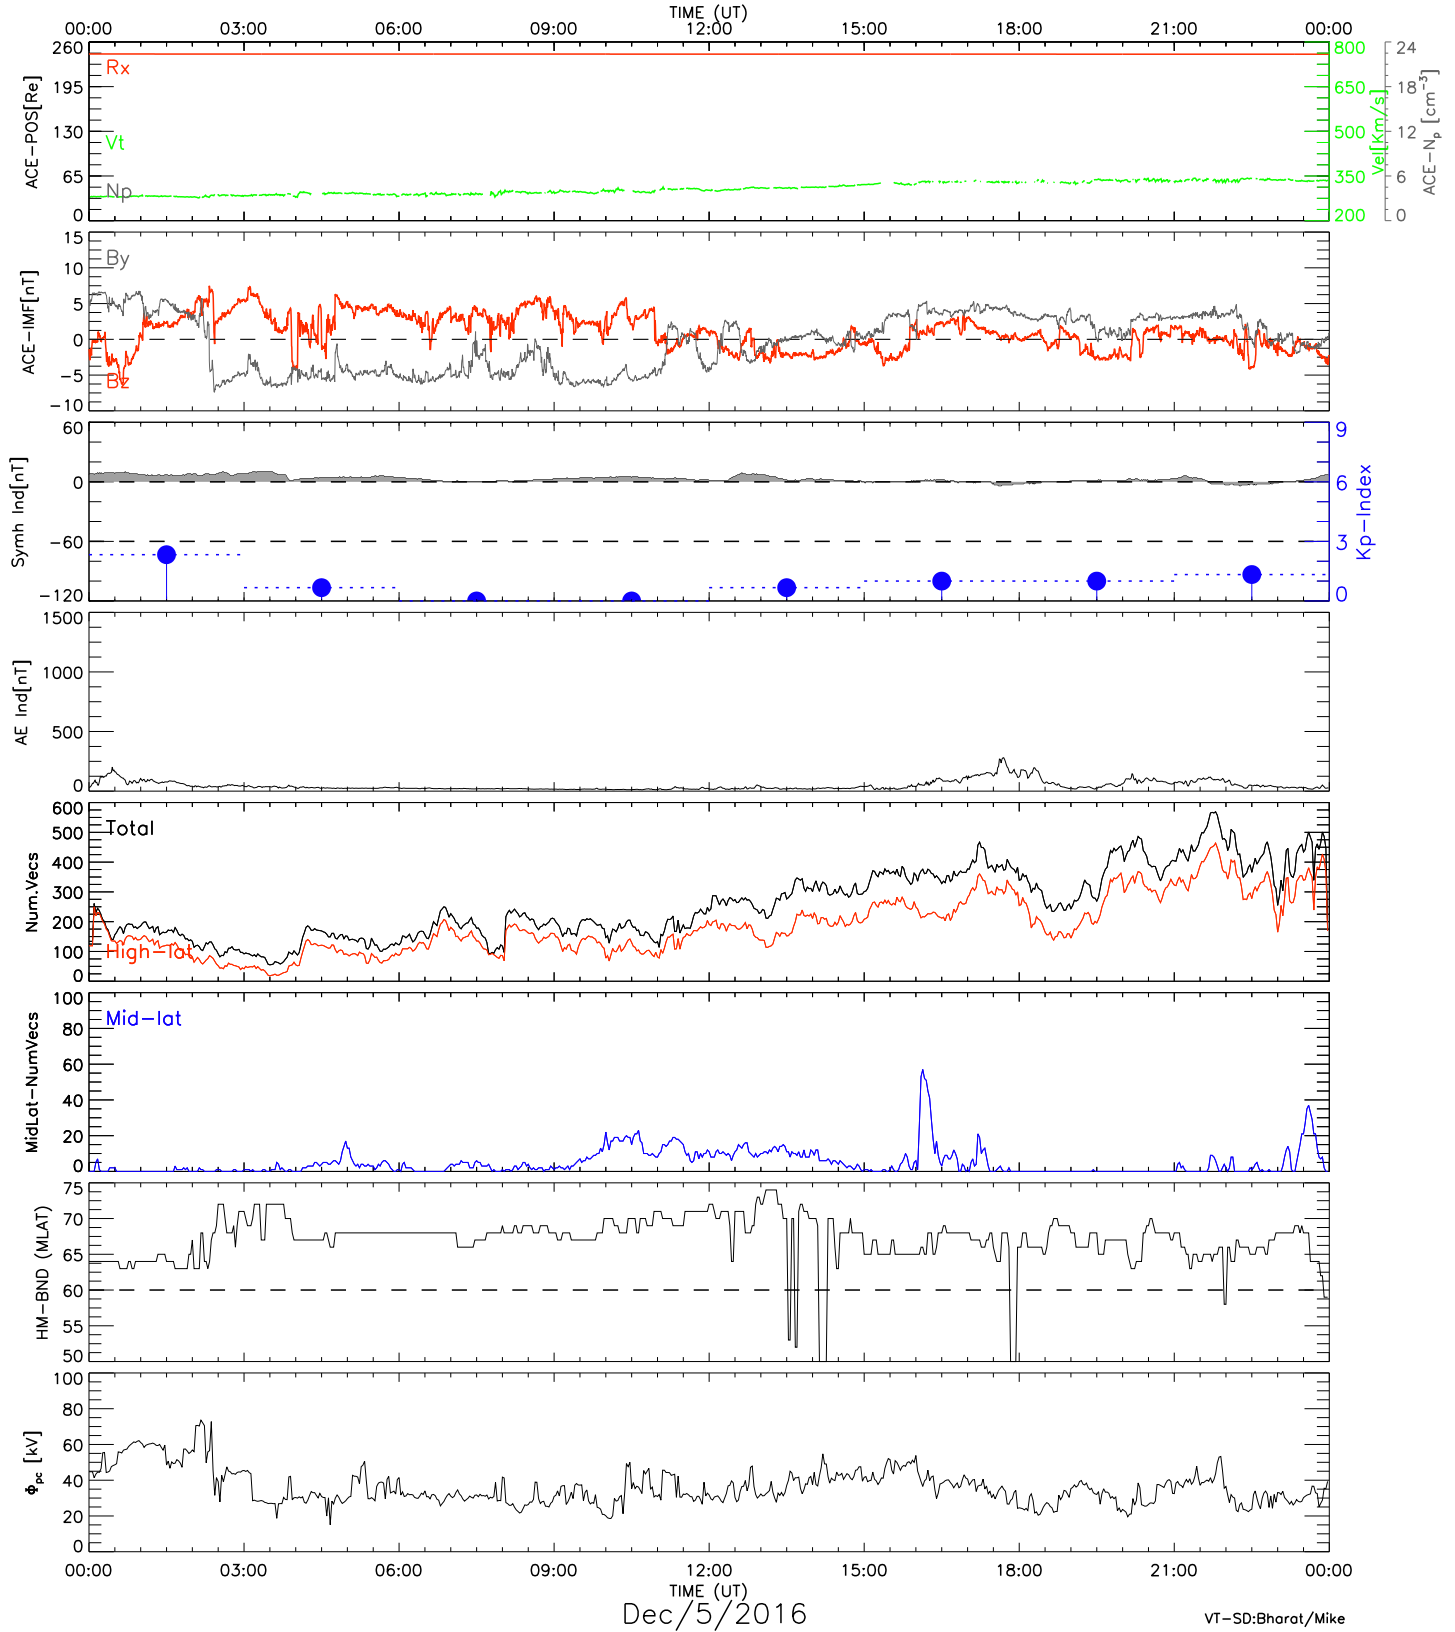 TIME (UT)
00:00 03:00 06:00 09:00 12:00 15:00 18:00 21:00 00:00
ACE-POS[Re]
260
195
130
65
0
Rx
Vt
Np
800
650
500
350
200
Vel[Km/s]
24
18
12
6
0
ACE-Np [cm-3]
ACE-IMF[nT]
15
10
5
0
-5
-10
By
Bz
Symh Ind[nT]
60
0
-60
-120
9
6
3
0
Kp-Index
AE Ind[nT]
1500
1000
500
0
Num.Vecs
600
500
400
300
200
100
0
Total
High-lat
MidLat-NumVecs
100
80
60
40
20
0
Mid-lat
HM-BND (MLAT)
75
70
65
60
55
50
Φpc [kV]
100
80
60
40
20
0
00:00 03:00 06:00 09:00 12:00 15:00 18:00 21:00 00:00
TIME (UT)
Dec/5/2016
VT-SD:Bharat/Mike